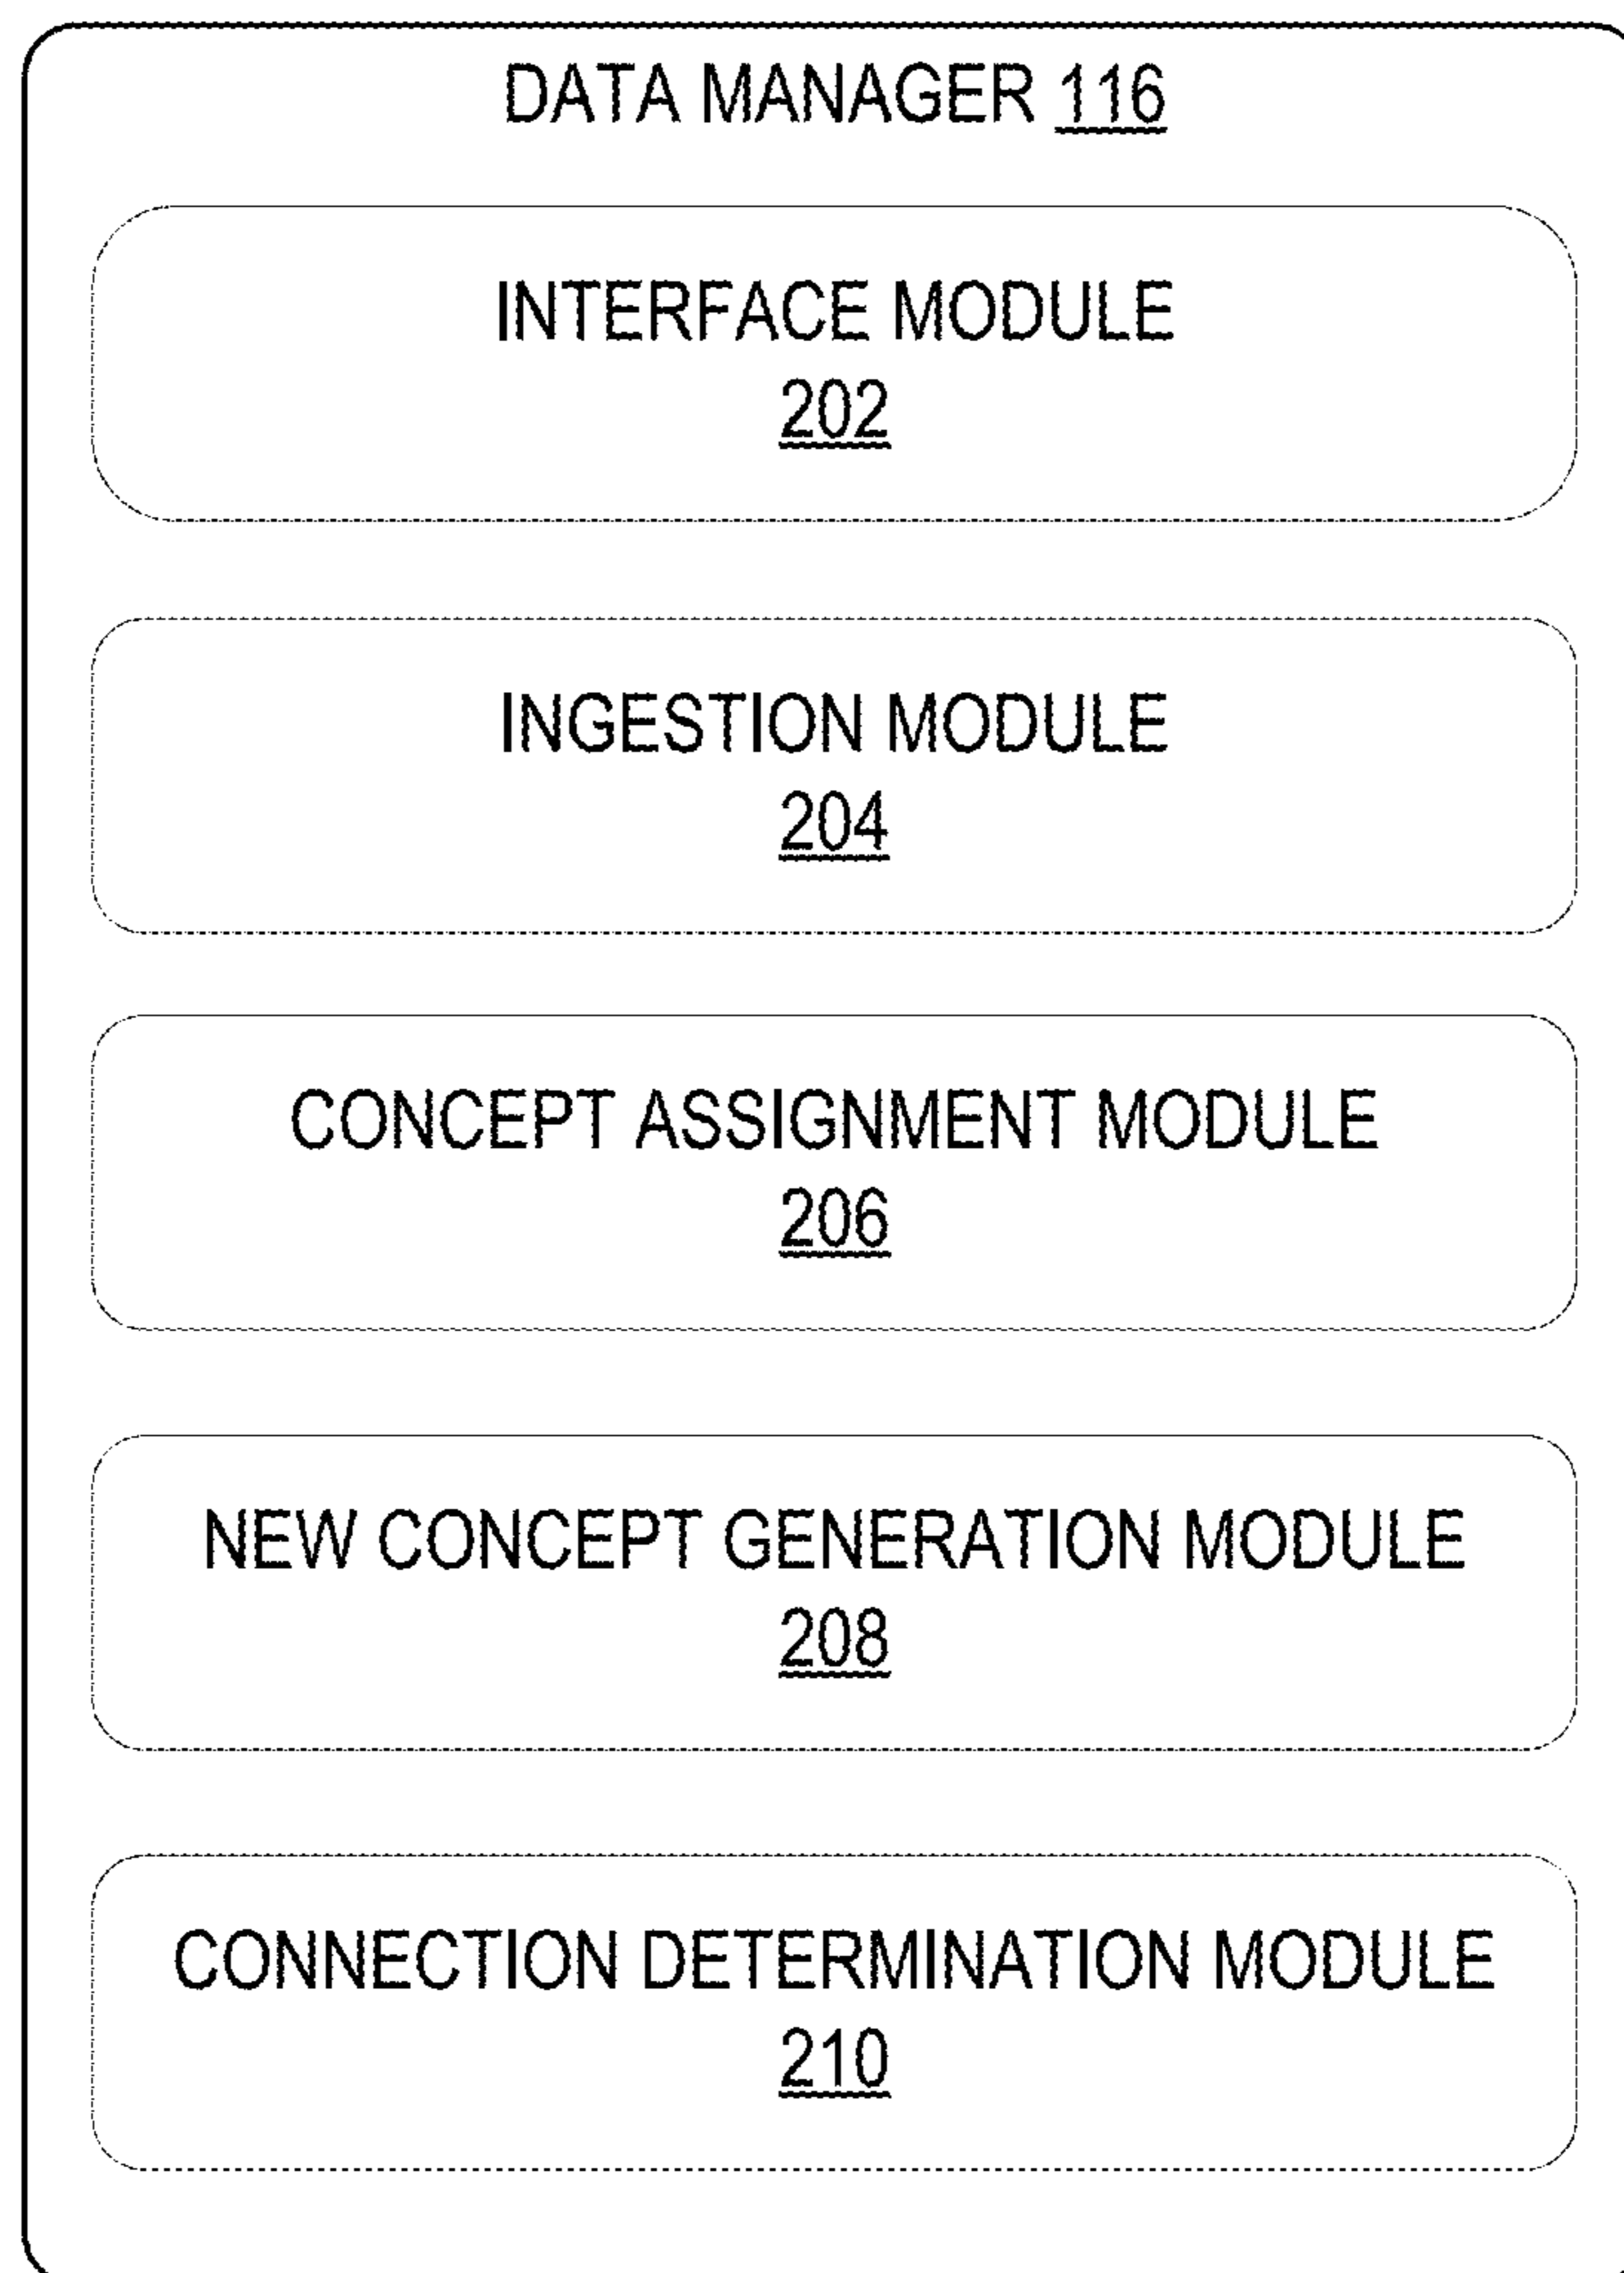 DATA MANAGER 116
INTERFACE MODULE
202
INGESTION MODULE
204
CONCEPT ASSIGNMENT MODULE
206
NEW CONCEPT GENERATION MODULE
208
CONNECTION DETERMINATION MODULE
210